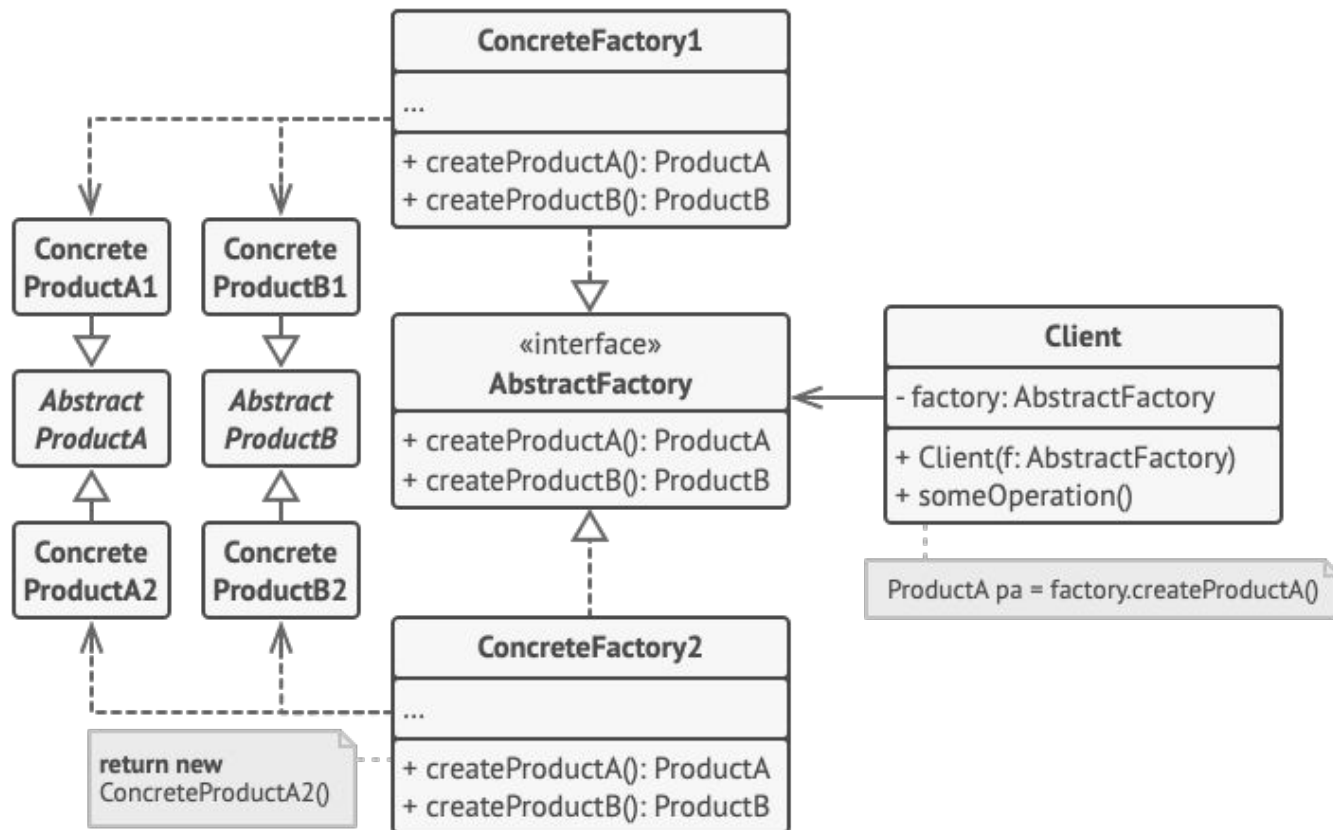 ConcreteFactory1
...
+ createProductA(): ProductA
+ createProductB(): ProductB
Concrete
ProductA1
Concrete
ProductB1
Abstract
ProductA
Abstract
ProductB
Concrete
ProductA2
Concrete
ProductB2
«interface»
AbstractFactory
+ createProductA(): ProductA
+ createProductB(): ProductB
Client
- factory: AbstractFactory
+ Client(f: AbstractFactory)
+ someOperation()
ProductA pa = factory.createProductA()
ConcreteFactory2
...
+ createProductA(): ProductA
+ createProductB(): ProductB
return new
ConcreteProductA2()